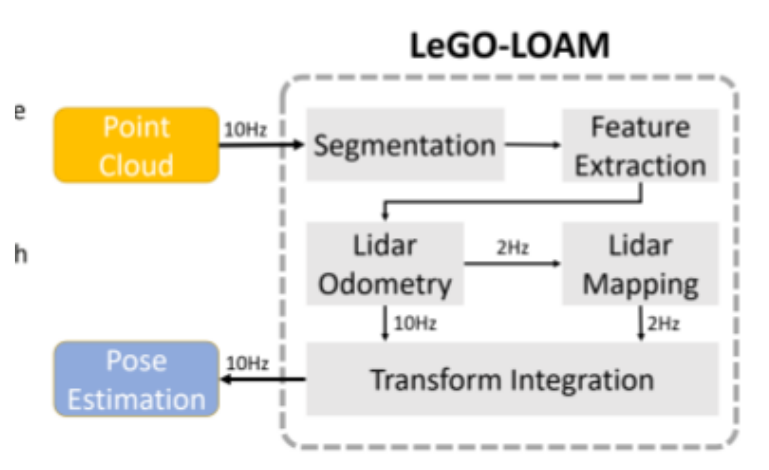 LeGO-LOAM
e
Point
Cloud
10Hz
Segmentation
Feature
Extraction
h
Lidar
Odometry
2Hz
Lidar
Mapping
10Hz
2Hz
Pose
Estimation
10Hz
Transform Integration